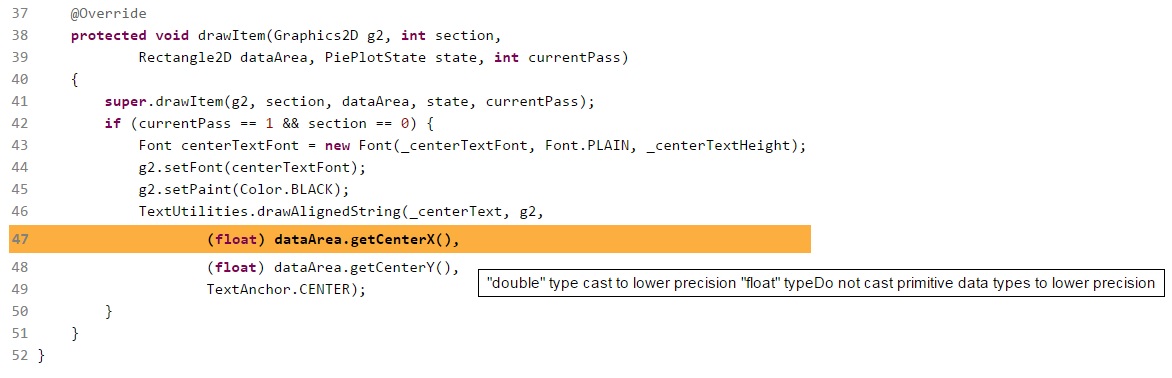 37     @Override
38     protected void drawItem(Graphics2D g2, int section,
39             Rectangle2D dataArea, PiePlotState state, int currentPass)
40     {
41         super.drawItem(g2, section, dataArea, state, currentPass);
42         if (currentPass == 1 && section == 0) {
43             Font centerTextFont = new Font(_centerTextFont, Font.PLAIN, _centerTextHeight);
44             g2.setFont(centerTextFont);
45             g2.setPaint(Color.BLACK);
46             TextUtilities.drawAlignedString(_centerText, g2,
47                     (float) dataArea.getCenterX(),
48                     (float) dataArea.getCenterY(),
"double" type cast to lower precision "float" typeDo not cast primitive data types to lower precision
49                     TextAnchor.CENTER);
50         }
51     }
52 }